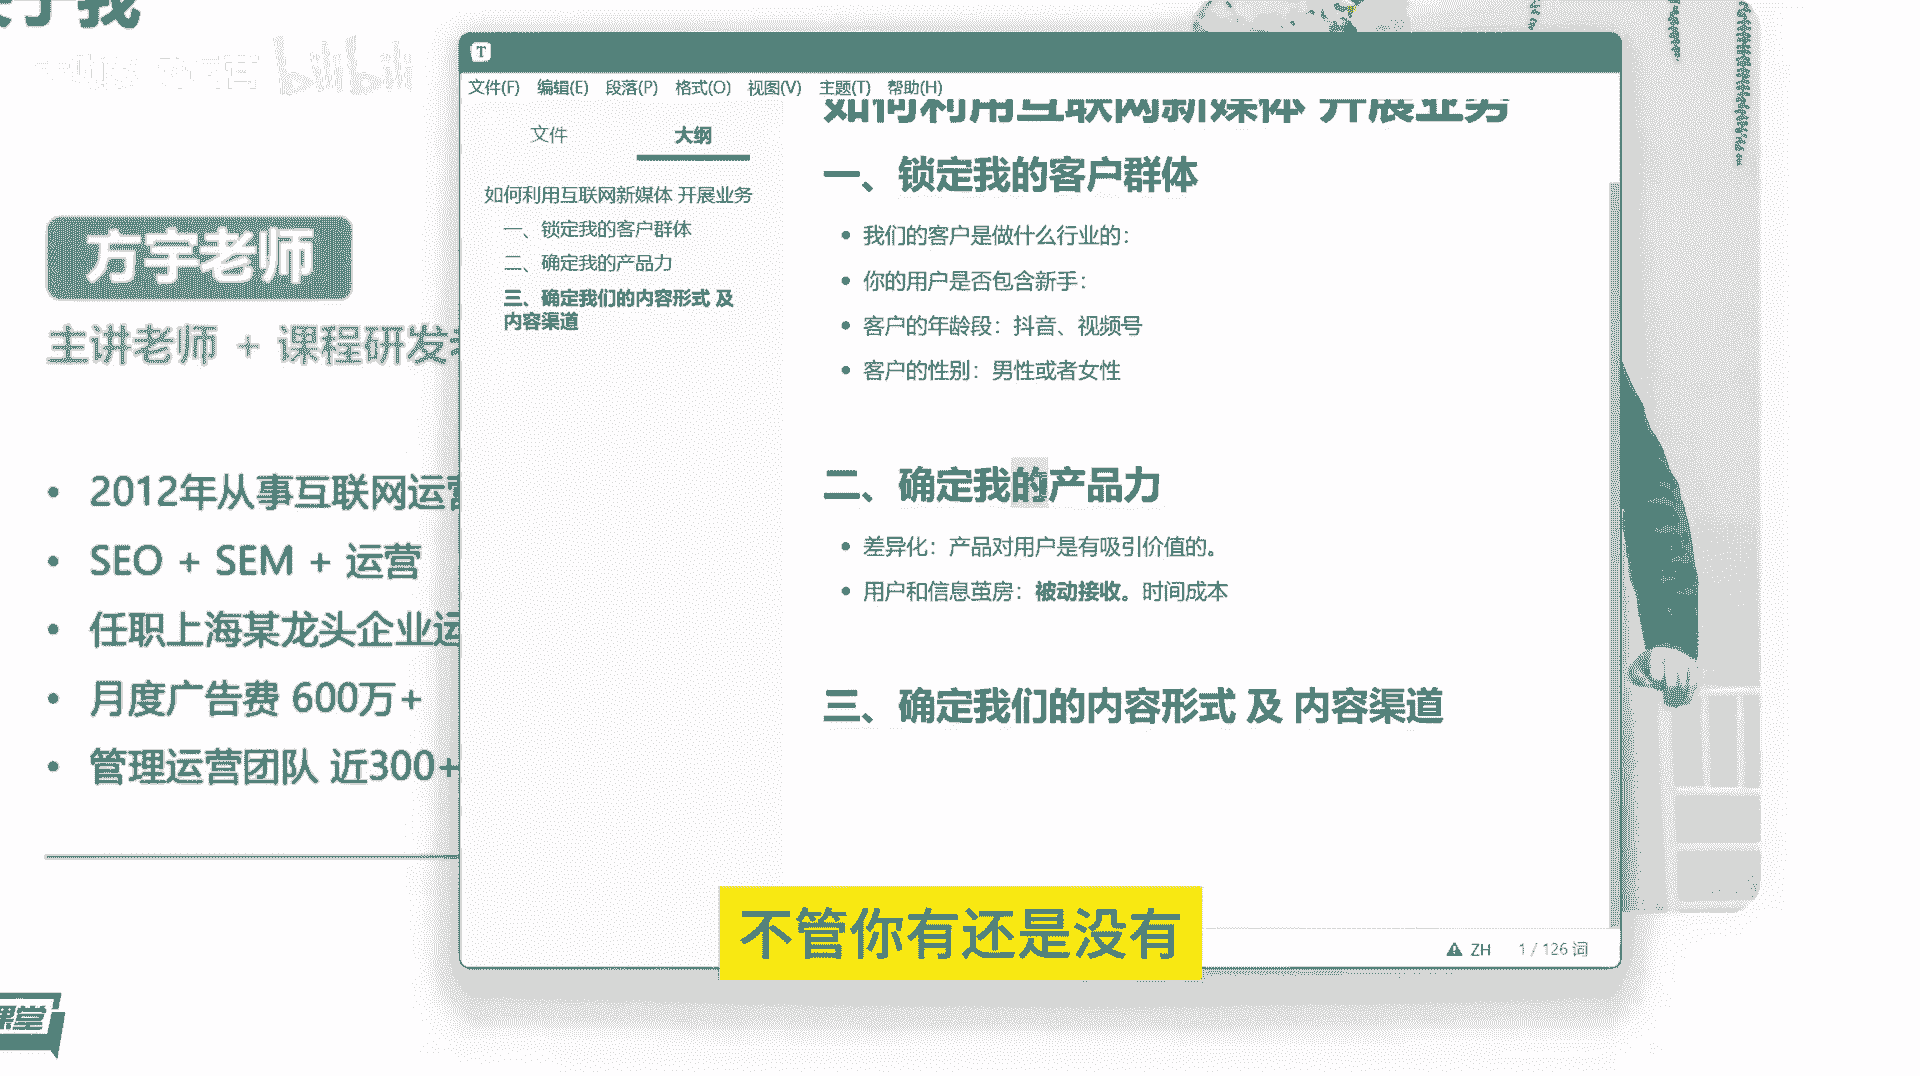 bilibili
方宇老师
主讲老师 + 课程研发
2012年从事互联网运营
SEO + SEM + 运营
任职上海某龙头企业运
月度广告费 600万+
管理运营团队 近300+
课堂
T
文件(F) 编辑(E) 段落(P) 格式(O) 视图(V) 主题(T) 帮助(H)
文件 大纲
如何利用互联网新媒体 开展业务
一、锁定我的客户群体
二、确定我的产品力
三、确定我们的内容形式 及
内容渠道
如何利用互联网新媒体 开展业务
一、锁定我的客户群体
我们的客户是做什么行业的：
你的用户是否包含新手：
客户的年龄段：抖音、视频号
客户的性别：男性或者女性
二、确定我的产品力
差异化：产品对用户是有吸引价值的。
用户和信息茧房：被动接收。时间成本
三、确定我们的内容形式 及 内容渠道
ZH 1 / 126 词
不管你有还是没有